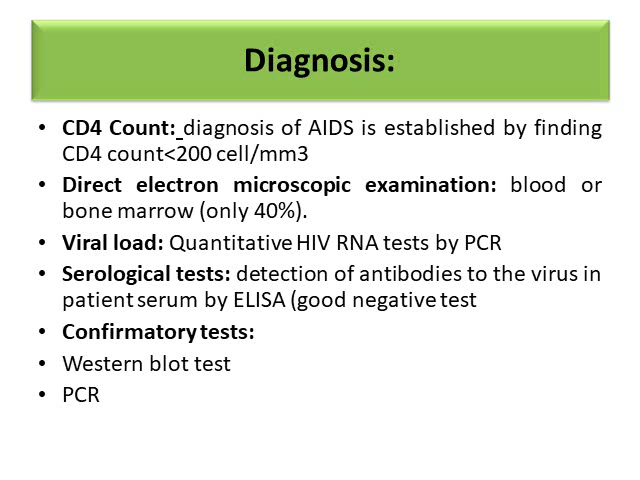 Diagnosis:
• CD4 Count: diagnosis of AIDS is established by finding
CD4 count<200 cell/mm3
• Direct electron microscopic examination: blood or
bone marrow (only 40%).
• Viral load: Quantitative HIV RNA tests by PCR
• Serological tests: detection of antibodies to the virus in
patient serum by ELISA (good negative test
• Confirmatory tests:
• Western blot test
• PCR